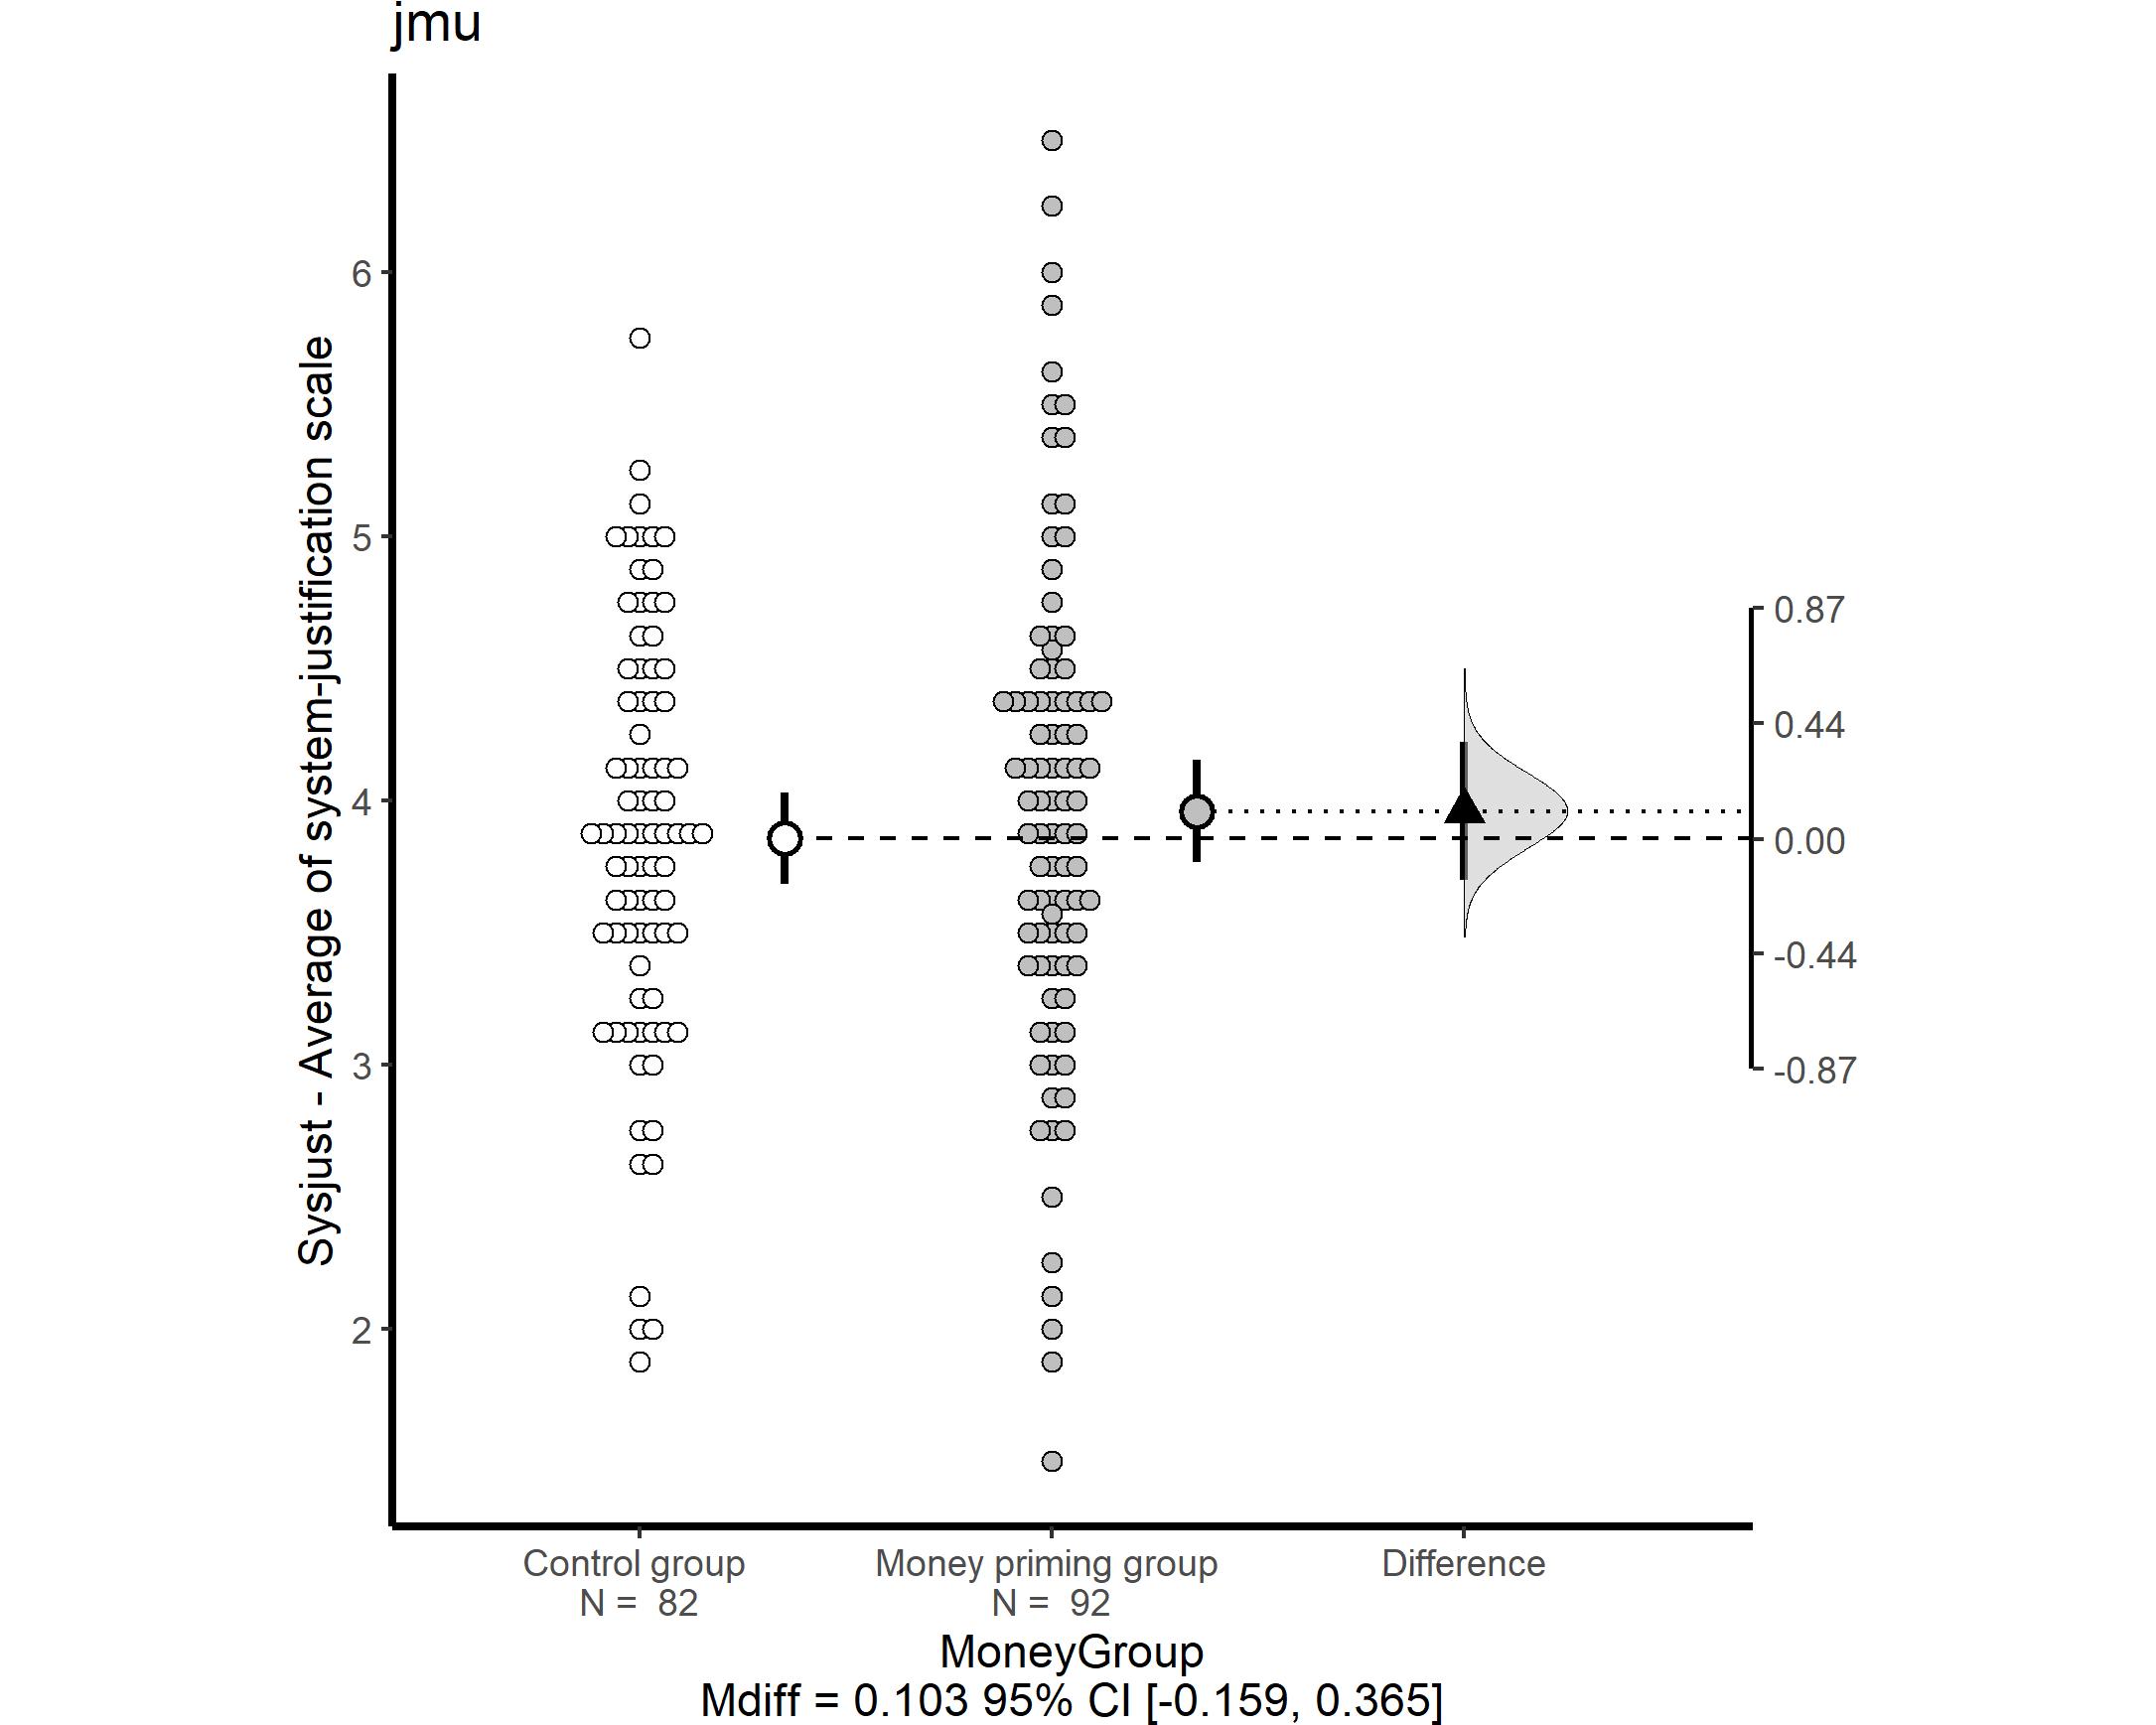 jmu
Sysjust - Average of system-justification scale
6
5
4
3
2
0.87
0.44
0.00
-0.44
-0.87
Control group
N =  82
Money priming group
N =  92
Difference
MoneyGroup
Mdiff = 0.103 95% CI [-0.159, 0.365]